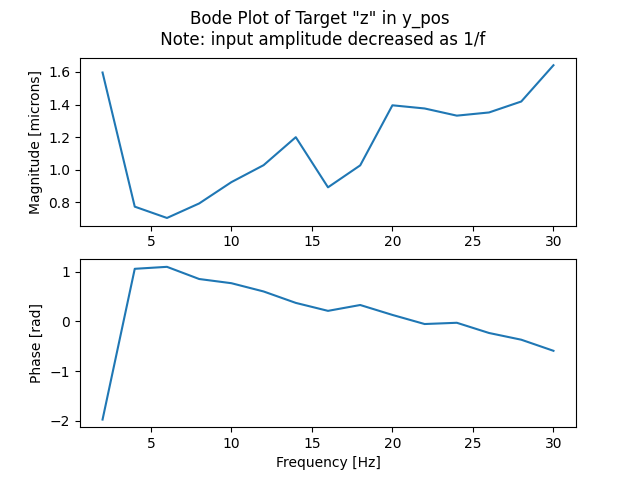 Bode Plot of Target "z" in y_pos
Note: input amplitude decreased as 1/f
Magnitude [microns]
1.6
1.4
1.2
1.0
0.8
5 10 15 20 25 30
Phase [rad]
1
0
−1
−2
5 10 15 20 25 30
Frequency [Hz]